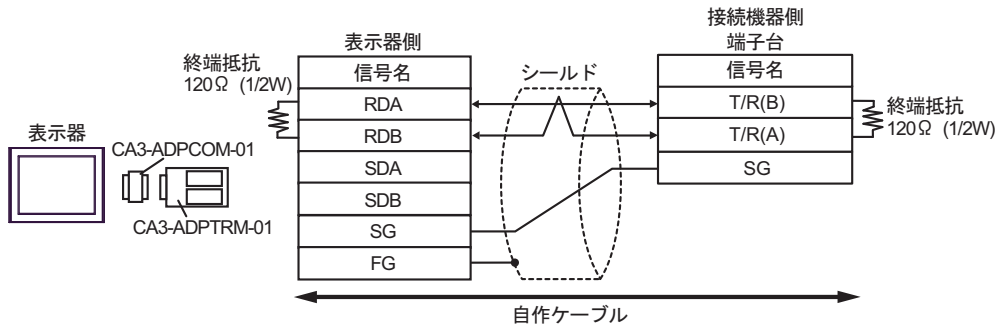 表示器
CA3-ADPCOM-01
CA3-ADPTRM-01
終端抵抗
120Ω (1/2W)
表示器側
信号名
RDA
RDB
SDA
SDB
SG
FG
シールド
接続機器側
端子台
信号名
T/R(B)
T/R(A)
SG
終端抵抗
120Ω (1/2W)
自作ケーブル